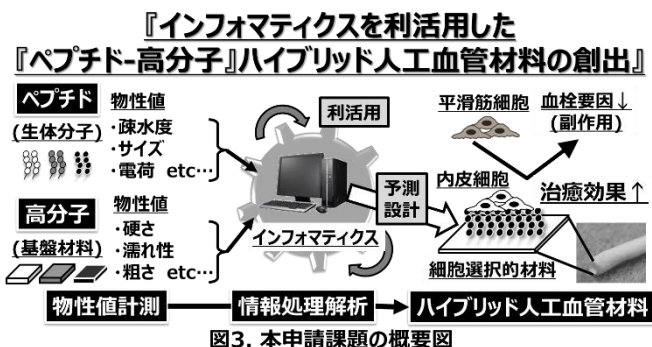 『インフォマティクスを利活用した
『ペプチド-高分子』ハイブリッド人工血管材料の創出』
ペプチド
(生体分子)
物性値
・疎水度
・サイズ
・電荷 etc…
高分子
(基盤材料)
物性値
・硬さ
・濡れ性
・粗さ etc…
利活用
インフォマティクス
予測
設計
平滑筋細胞
血栓要因↓
(副作用)
内皮細胞
治癒効果↑
細胞選択的材料
物性値計測
情報処理解析
ハイブリッド人工血管材料
図3. 本申請課題の概要図